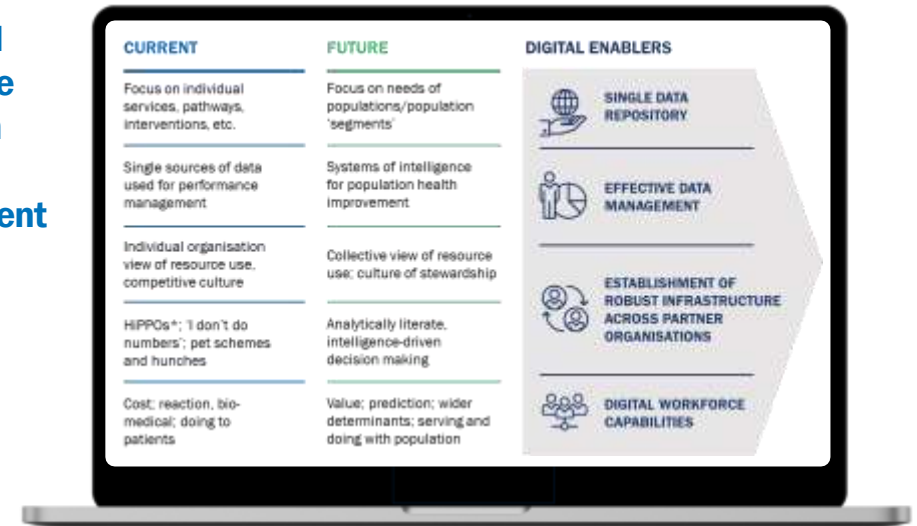 ent
CURRENT
Focus on individual
services, pathways,
interventions, etc.
Single sources of data
used for performance
management
Individual organisation
view of resource use,
competitive culture
HiPPOs*; 'I don't do
numbers'; pet schemes
and hunches
Cost; reaction, bio-
medical; doing to
patients
FUTURE
Focus on needs of
populations/population
'segments'
Systems of intelligence
for population health
improvement
Collective view of resource
use; culture of stewardship
Analytically literate,
intelligence-driven
decision making
Value; prediction; wider
determinants; serving and
doing with population
DIGITAL ENABLERS
SINGLE DATA
REPOSITORY
EFFECTIVE DATA
MANAGEMENT
ESTABLISHMENT OF
ROBUST INFRASTRUCTURE
ACROSS PARTNER
ORGANISATIONS
DIGITAL WORKFORCE
CAPABILITIES